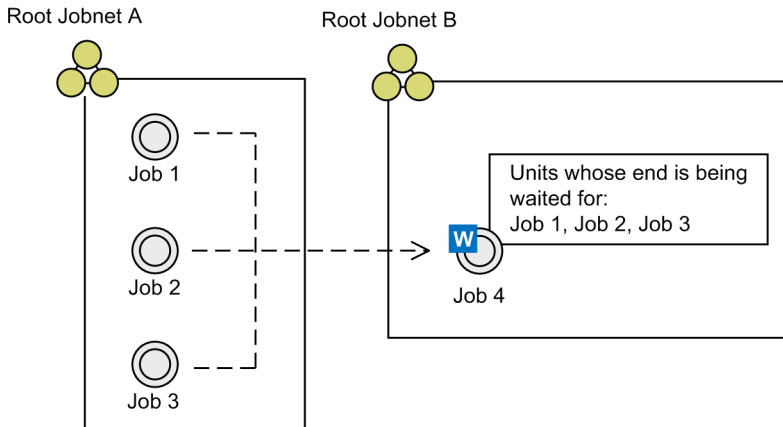 Root Jobnet A
Root Jobnet B
Job 1
Units whose end is being
waited for:
Job 1, Job 2, Job 3
W
Job 2
Job 4
Job 3